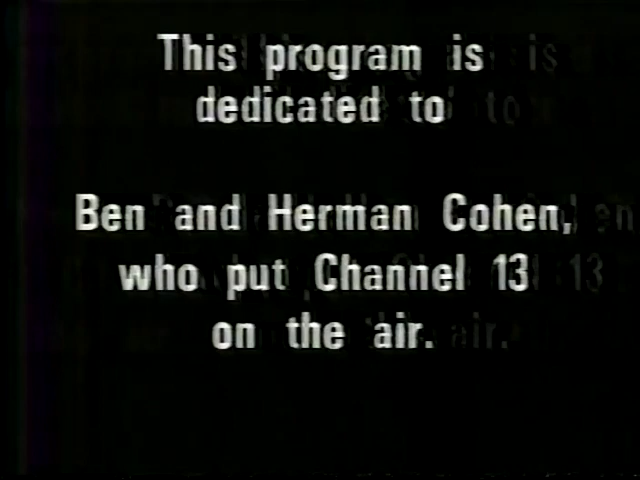 This program is
dedicated to
Ben and Herman Cohen,
who put Channel 13
on the air.